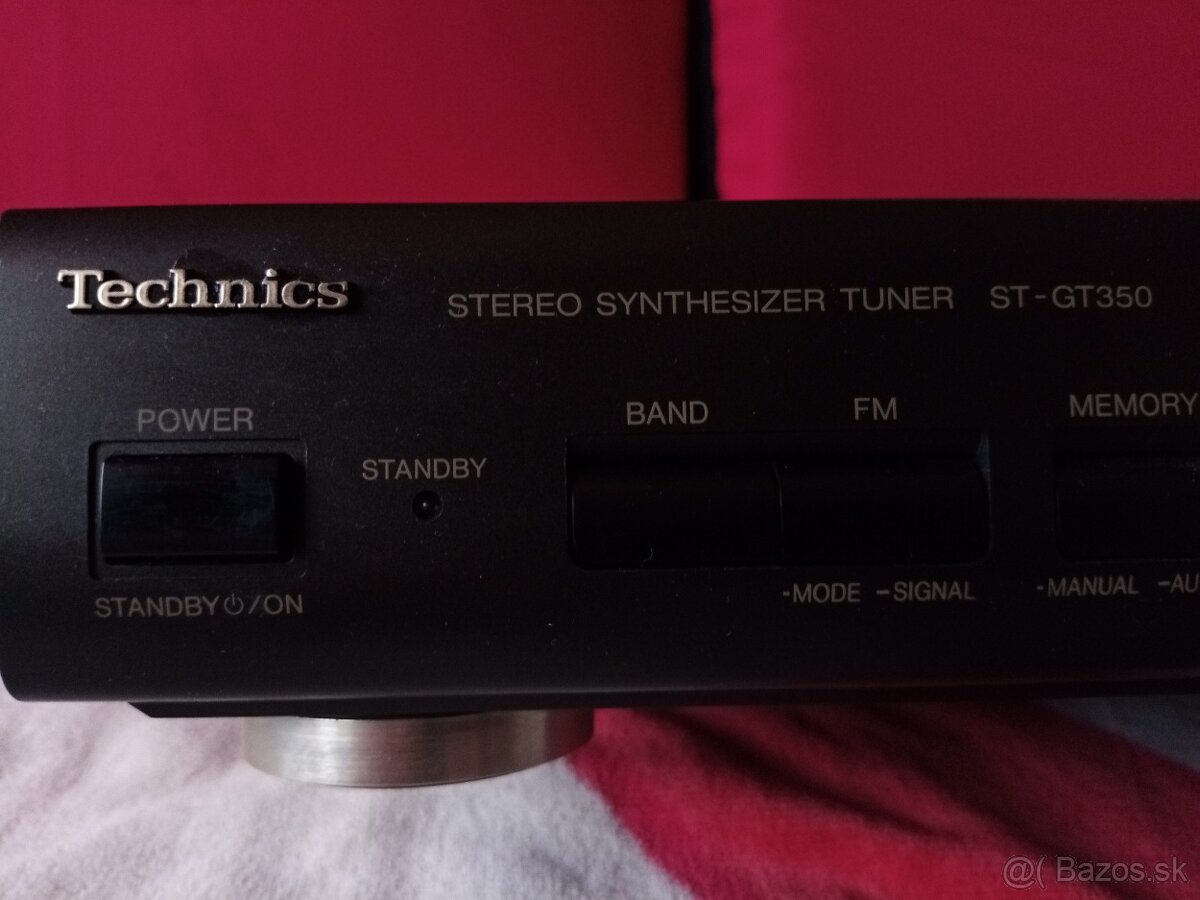 Technics
STEREO SYNTHESIZER TUNER ST-GT350
POWER
STANDBY
BAND
FM
MEMORY
STANDBY⏻/ON
-MODE
-SIGNAL
-MANUAL
@( Bazos.sk